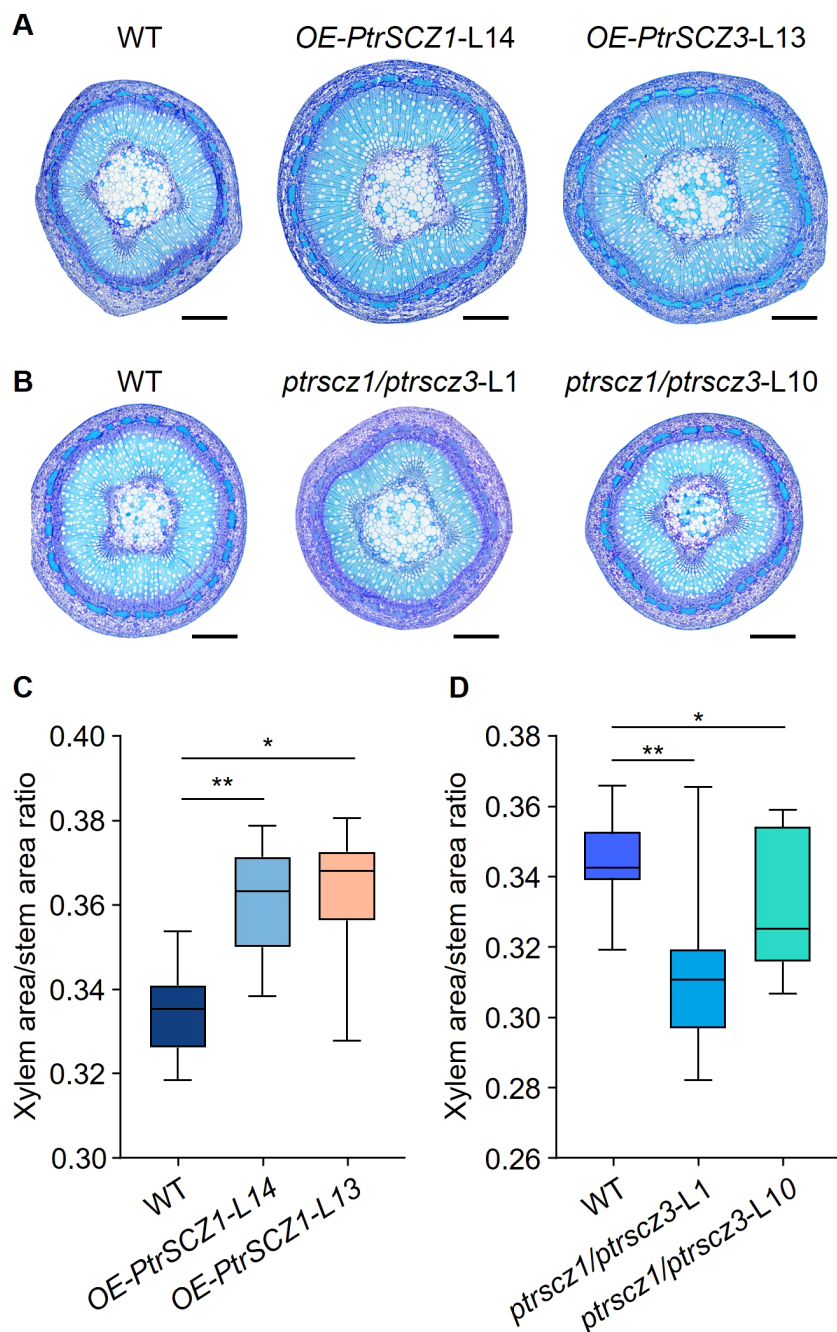 A
WT
OE-PtrSCZ1-L14
OE-PtrSCZ3-L13
B
WT
ptrscz1/ptrscz3-L1
ptrscz1/ptrscz3-L10
C
Xylem area/stem area ratio
0.40
0.38
0.36
0.34
0.32
0.30
*
**
WT
OE-PtrSCZ1-L14
OE-PtrSCZ1-L13
D
Xylem area/stem area ratio
0.38
0.36
0.34
0.32
0.30
0.28
0.26
*
**
WT
ptrscz1/ptrscz3-L1
ptrscz1/ptrscz3-L10